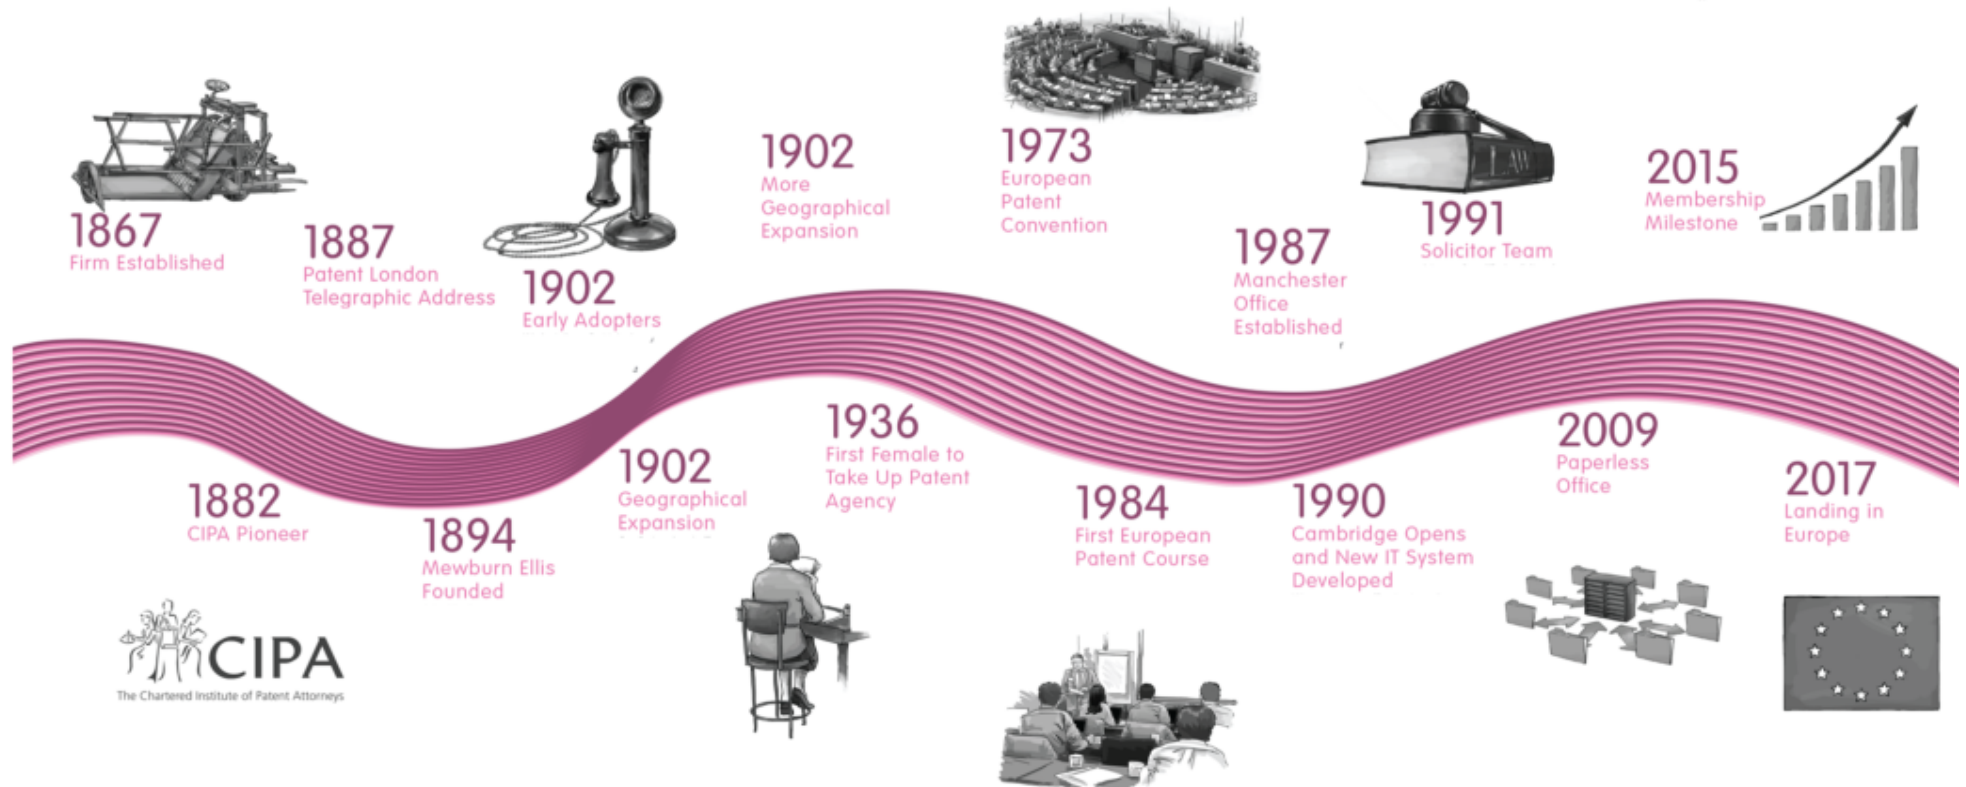 1867
Firm Established
1882
CIPA Pioneer
CIPA
The Chartered Institute of Patent Attorneys
1887
Patent London
Telegraphic Address
1894
Mewburn Ellis
Founded
1902
Early Adopters
1902
Geographical
Expansion
1902
More
Geographical
Expansion
1936
First Female to
Take Up Patent
Agency
1973
European
Patent
Convention
1984
First European
Patent Course
1987
Manchester
Office
Established
1990
Cambridge Opens
and New IT System
Developed
LAW
1991
Solicitor Team
2009
Paperless
Office
2015
Membership
Milestone
2017
Landing in
Europe